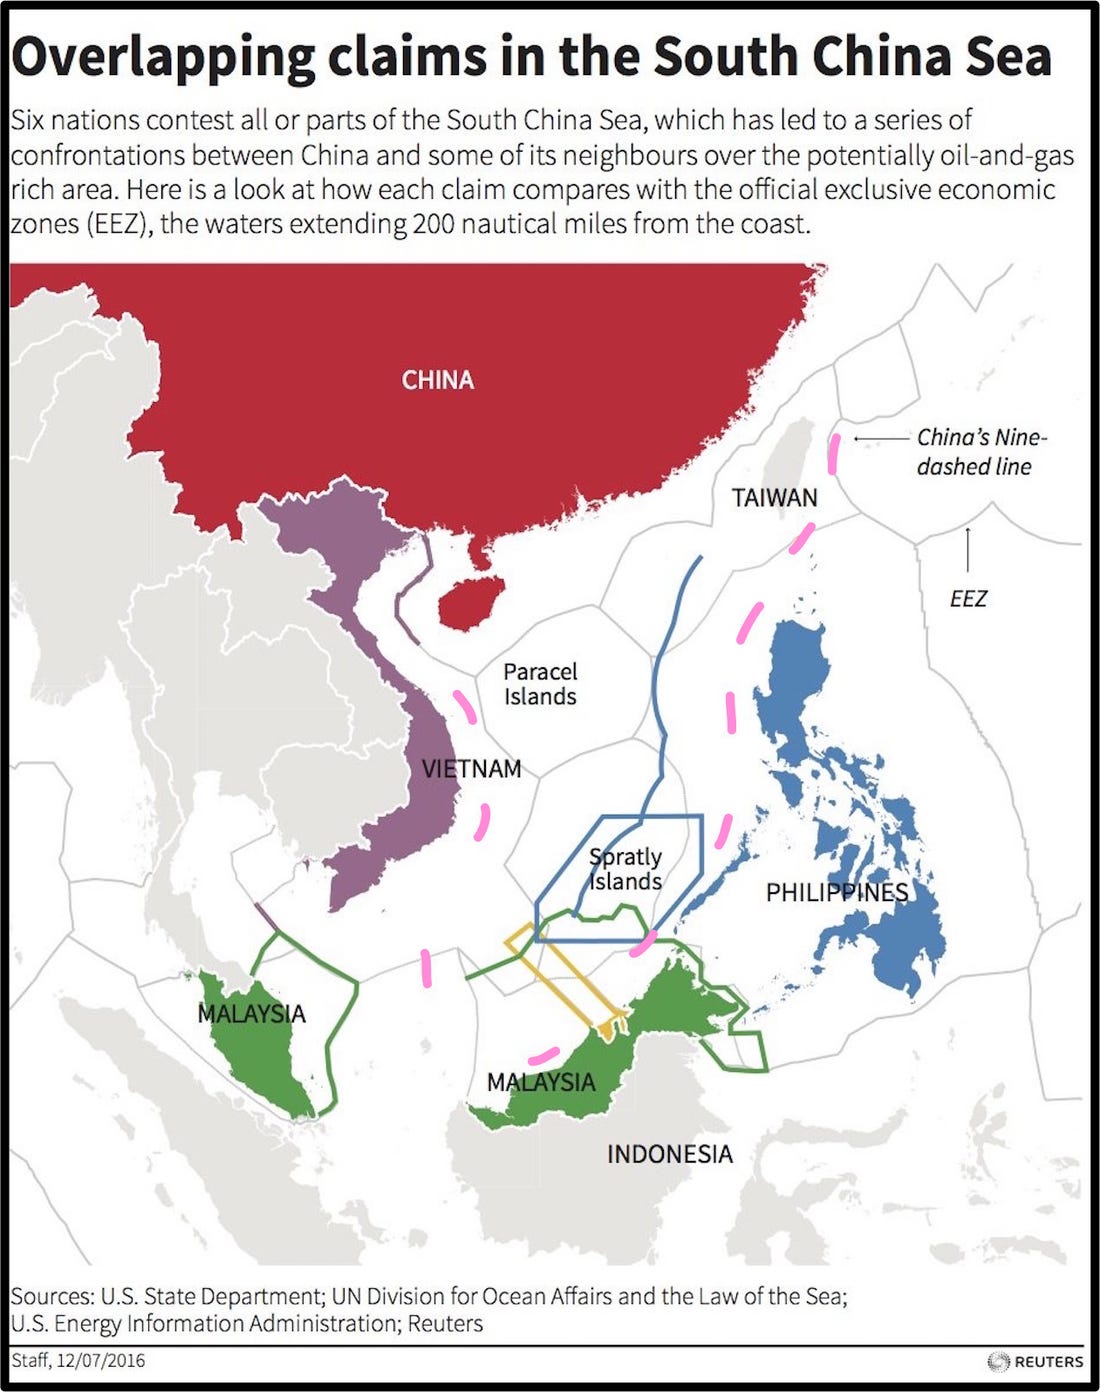 Overlapping claims in the South China Sea
Six nations contest all or parts of the South China Sea, which has led to a series of
confrontations between China and some of its neighbours over the potentially oil-and-gas
rich area. Here is a look at how each claim compares with the official exclusive economic
zones (EEZ), the waters extending 200 nautical miles from the coast.
CHINA
China's Nine-
dashed line
TAIWAN
EEZ
Paracel
Islands
VIETNAM
Spratly
Islands
PHILIPPINES
MALAYSIA
MALAYSIA
INDONESIA
Sources: U.S. State Department; UN Division for Ocean Affairs and the Law of the Sea;
U.S. Energy Information Administration; Reuters
Staff, 12/07/2016
REUTERS